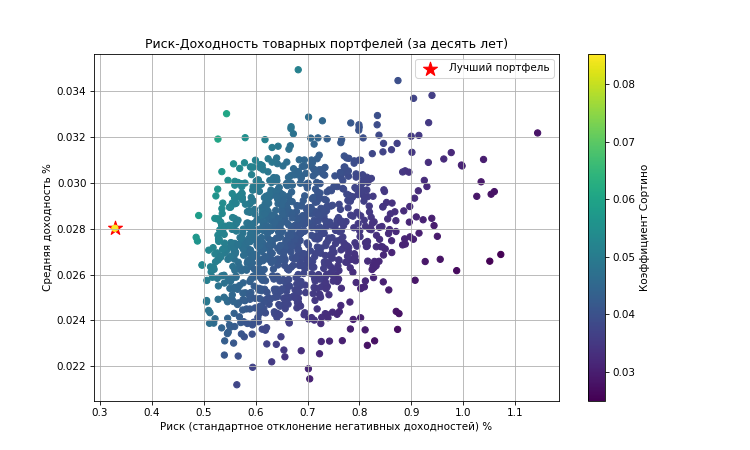 Риск-Доходность товарных портфелей (за десять лет)
Лучший портфель
Средняя доходность %
0.034
0.032
0.030
0.028
0.026
0.024
0.022
0.3 0.4 0.5 0.6 0.7 0.8 0.9 1.0 1.1
Риск (стандартное отклонение негативных доходностей) %
0.08
0.07
0.06
0.05
0.04
0.03
Коэффициент Сортино